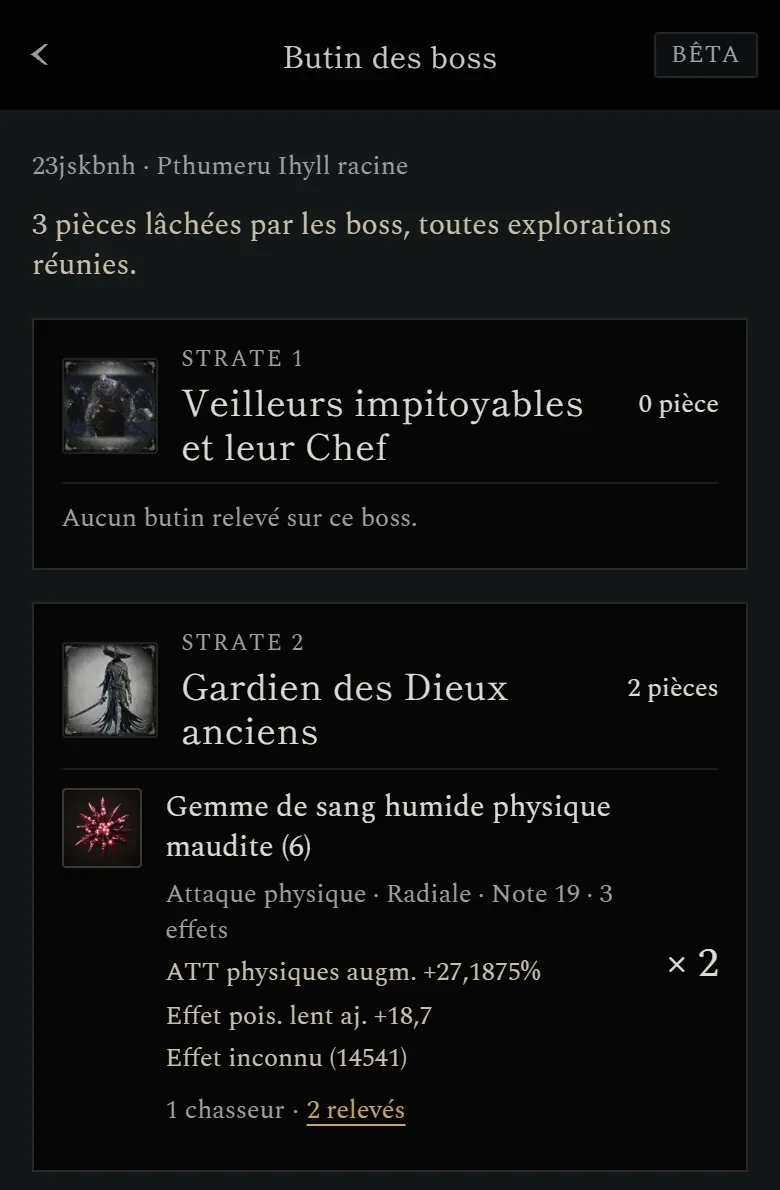 Butin des boss
BÊTA
23jskbnh · Pthumeru Ihyll racine
3 pièces lâchées par les boss, toutes explorations
réunies.
STRATE 1
Veilleurs impitoyables
et leur Chef
0 pièce
Aucun butin relevé sur ce boss.
STRATE 2
Gardien des Dieux
anciens
2 pièces
Gemme de sang humide physique
maudite (6)
Attaque physique · Radiale · Note 19 · 3
effets
ATT physiques augm. +27,1875%
Effet pois. lent aj. +18,7
Effet inconnu (14541)
× 2
1 chasseur · 2 relevés